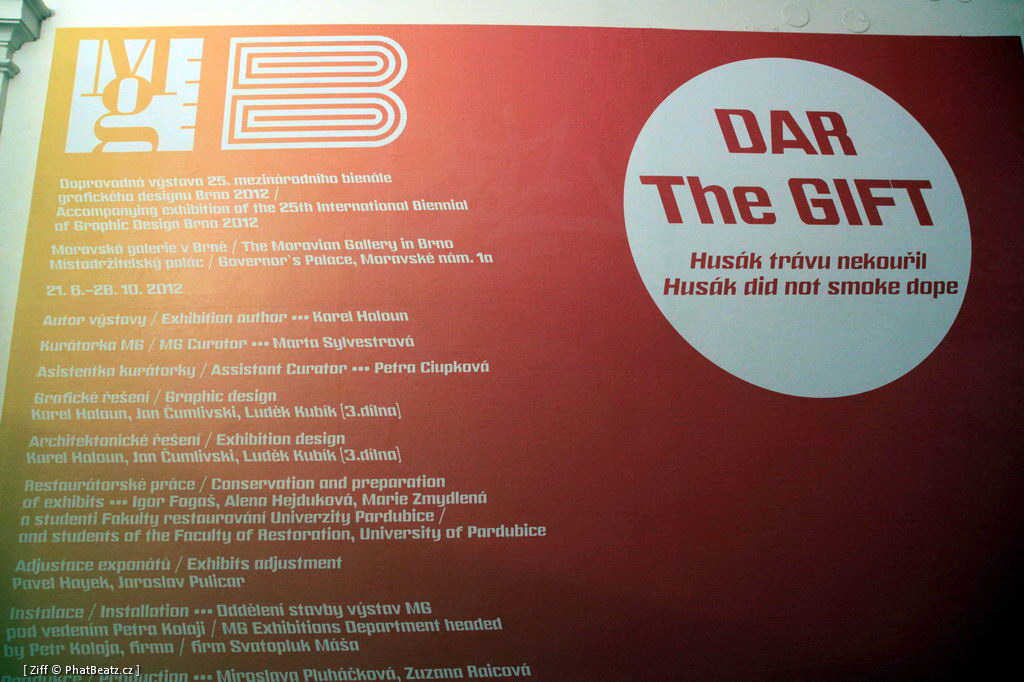 Mg
B
DAR
The GIFT
Husák trávu nekouřil
Husák did not smoke dope
Doprovodná výstava 25. mezinárodního bienále
grafického designu Brno 2012 /
Accompanying exhibition of the 25th International Biennial
of Graphic Design Brno 2012
Moravská galerie v Brně / The Moravian Gallery in Brno
Místodržitelský palác / Governor's Palace, Moravské nám. 1a
21. 6.–28. 10. 2012
Autor výstavy / Exhibition author ••• Karel Haloun
Kurátorka MG / MG Curator ••• Marta Sylvestrová
Asistentka kurátorky / Assistant Curator ••• Petra Ciupková
Grafické řešení / Graphic design
Karel Haloun, Jan Čumlivski, Luděk Kubík (3.dílna)
Architektonické řešení / Exhibition design
Karel Haloun, Jan Čumlivski, Luděk Kubík (3.dílna)
Restaurátorské práce / Conservation and preparation
of exhibits ••• Igor Fogaš, Alena Hejduková, Marie Zmydlená
a studenti Fakulty restaurování Univerzity Pardubice /
and students of the Faculty of Restoration, University of Pardubice
Adjustace exponátů / Exhibits adjustment
Pavel Hayek, Jaroslav Pulicar
Instalace / Installation ••• Oddělení stavby výstav MG
pod vedením Petra Kolaji / MG Exhibitions Department headed
by Petr Kolaja, firma / firm Svatopluk Máša
Produkce / Production ••• Miroslava Pluháčková, Zuzana Raicová
[ Ziff © PhatBeatz.cz ]